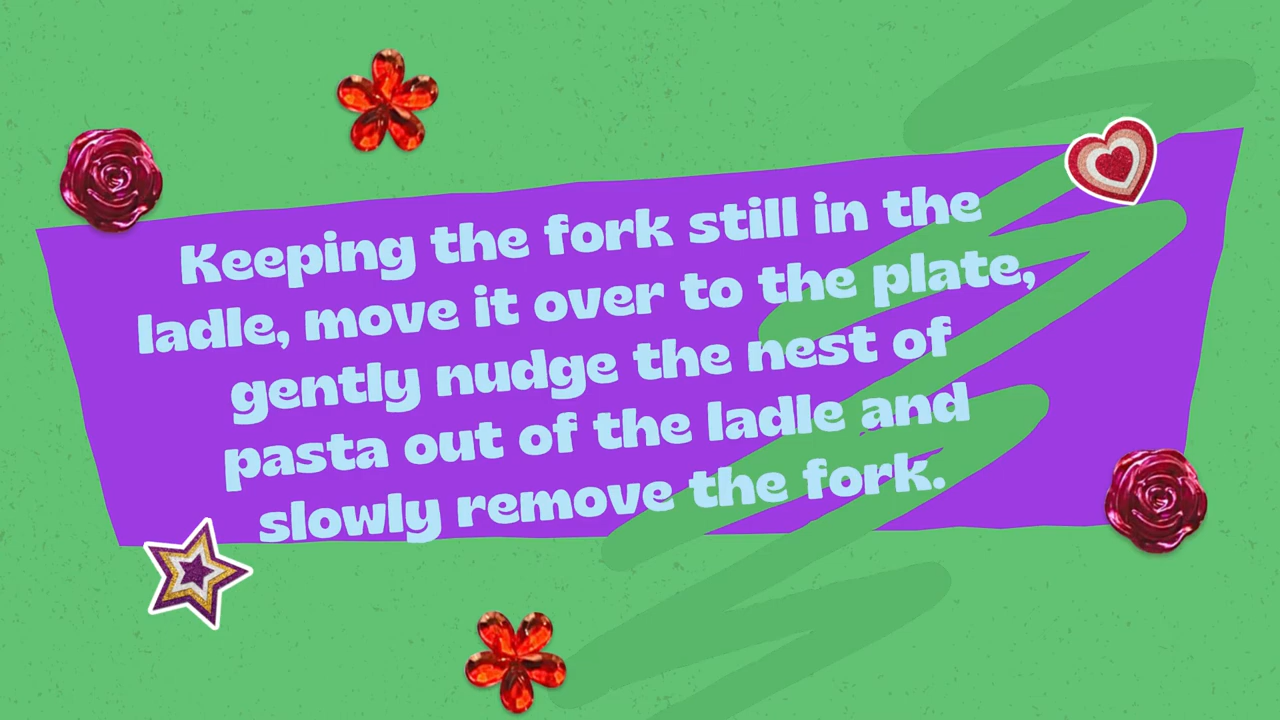 Keeping the fork still in the
ladle, move it over to the plate,
gently nudge the nest of
pasta out of the ladle and
slowly remove the fork.